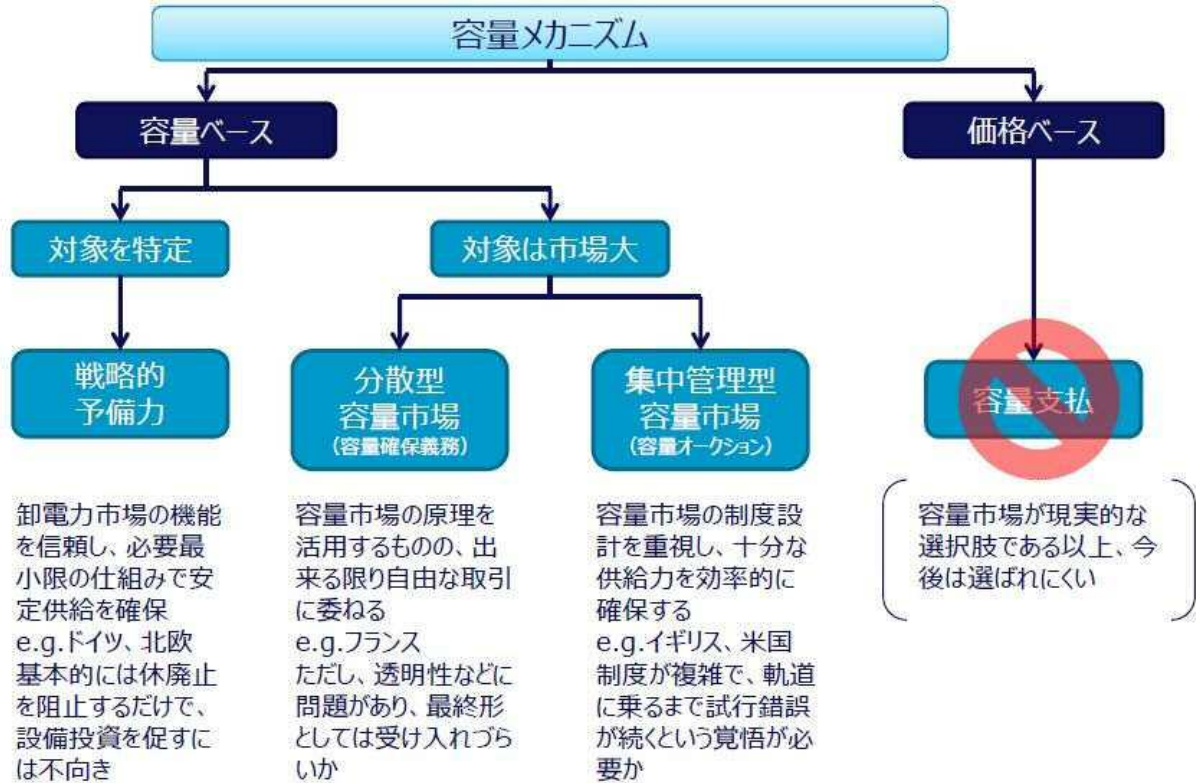 容量メカニズム
容量ベース
価格ベース
対象を特定
対象は市場大
戦略的
予備力
分散型
容量市場
(容量確保義務)
集中管理型
容量市場
(容量オークション)
容量支払
卸電力市場の機能
を信頼し、必要最
小限の仕組みで安
定供給を確保
e.g.ドイツ、北欧
基本的には休廃止
を阻止するだけで、
設備投資を促すに
は不向き
容量市場の原理を
活用するものの、出
来る限り自由な取引
に委ねる
e.g.フランス
ただし、透明性などに
問題があり、最終形
としては受け入れづら
いか
容量市場の制度設
計を重視し、十分な
供給力を効率的に
確保する
e.g.イギリス、米国
制度が複雑で、軌道
に乗るまで試行錯誤
が続くという覚悟が必
要か
容量市場が現実的な
選択肢である以上、今
後は選ばれにくい